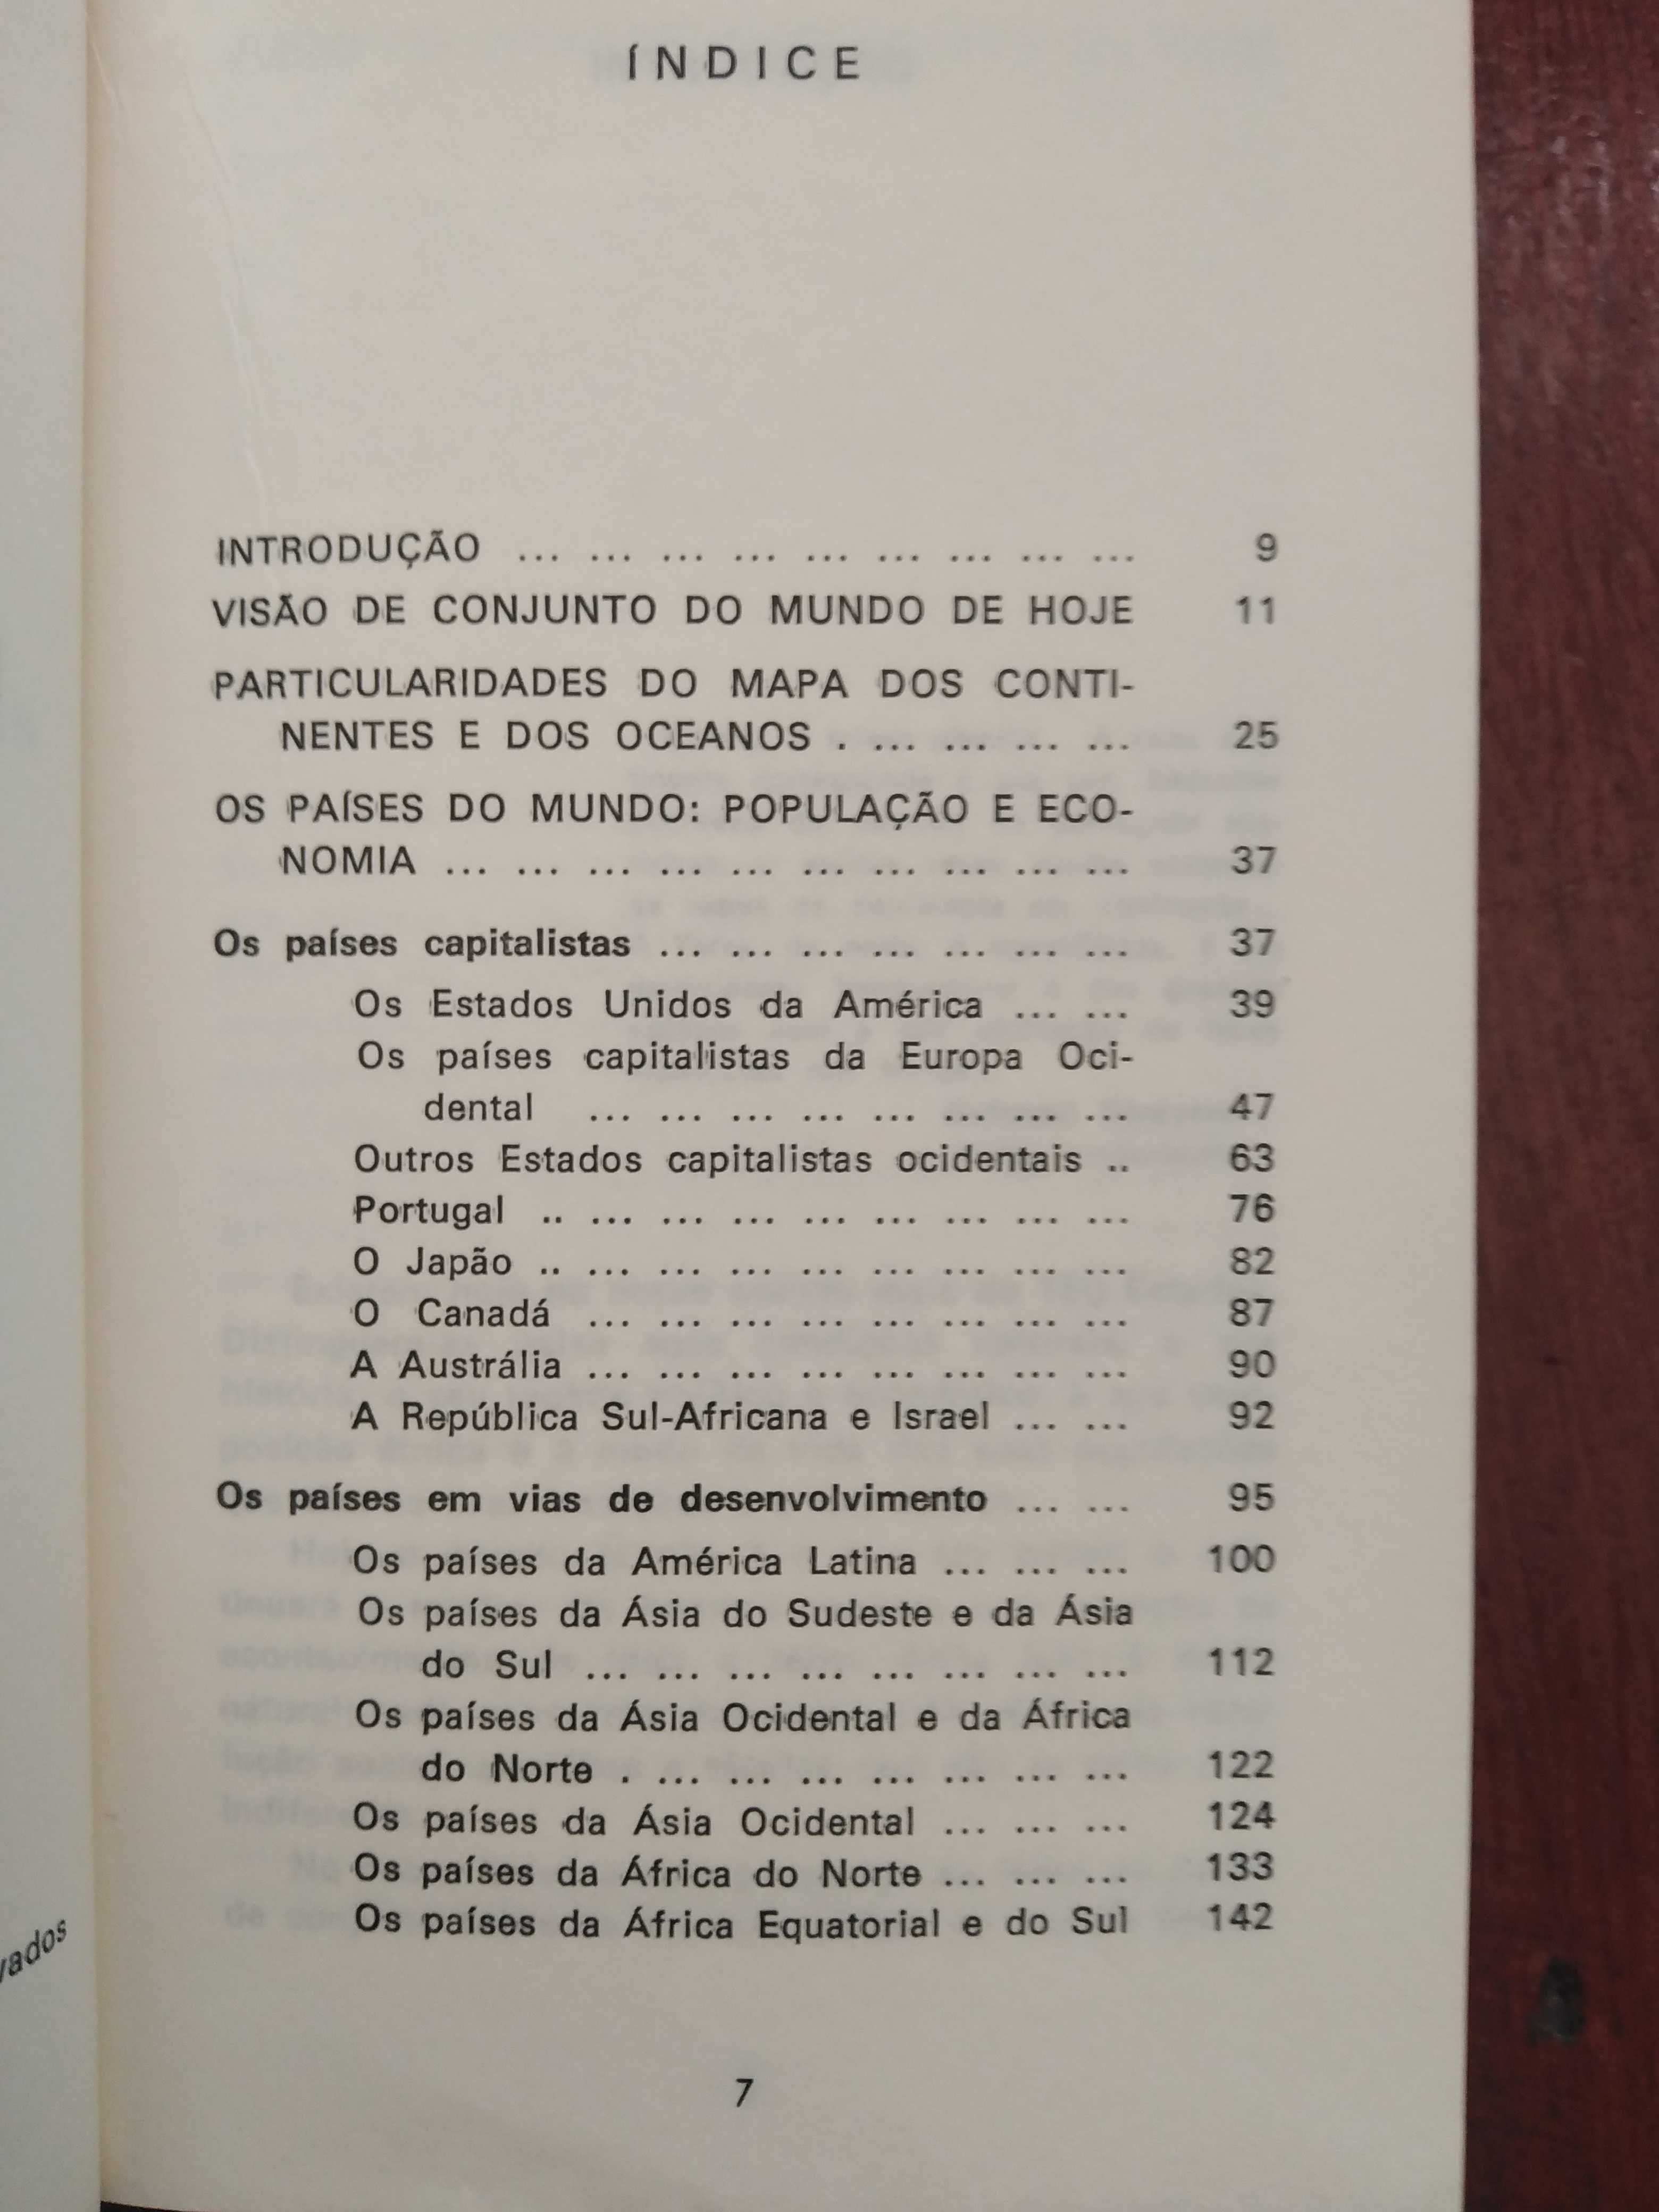 ÍNDICE
INTRODUÇÃO ... ... ... ... ... ... ... ... ... 9
VISÃO DE CONJUNTO DO MUNDO DE HOJE 11
PARTICULARIDADES DO MAPA DOS CONTI-
NENTES E DOS OCEANOS . ... ... ... ... 25
OS PAÍSES DO MUNDO: POPULAÇÃO E ECO-
NOMIA ... ... ... ... ... ... ... ... ... ... 37
Os países capitalistas ... ... ... ... ... ... ... 37
Os Estados Unidos da América ... ... 39
Os países capitalistas da Europa Oci-
dental ... ... ... ... ... ... ... ... 47
Outros Estados capitalistas ocidentais .. 63
Portugal .. ... ... ... ... ... ... ... ... 76
O Japão .. ... ... ... ... ... ... ... ... 82
O Canadá ... ... ... ... ... ... ... ... 87
A Austrália ... ... ... ... ... ... ... ... 90
A República Sul-Africana e Israel ... ... 92
Os países em vias de desenvolvimento ... ... 95
Os países da América Latina ... ... ... 100
Os países da Ásia do Sudeste e da Ásia
do Sul ... ... ... ... ... ... ... ... 112
Os países da Ásia Ocidental e da África
do Norte . ... ... ... ... ... ... ... 122
Os países da Ásia Ocidental ... ... ... 124
Os países da África do Norte ... ... ... 133
Os países da África Equatorial e do Sul 142
7